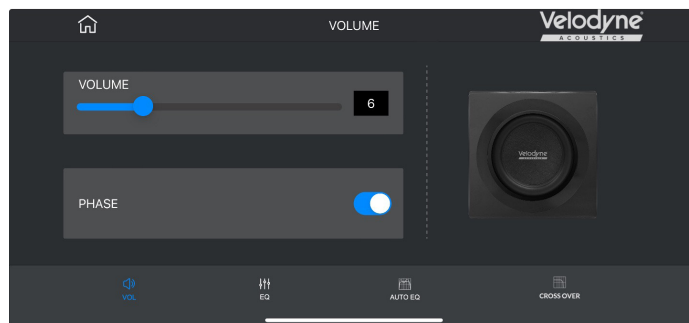 VOLUME
Velodyne®
ACOUSTICS
VOLUME
6
Velodyne
PHASE
VOL
EQ
AUTO EQ
CROSS OVER